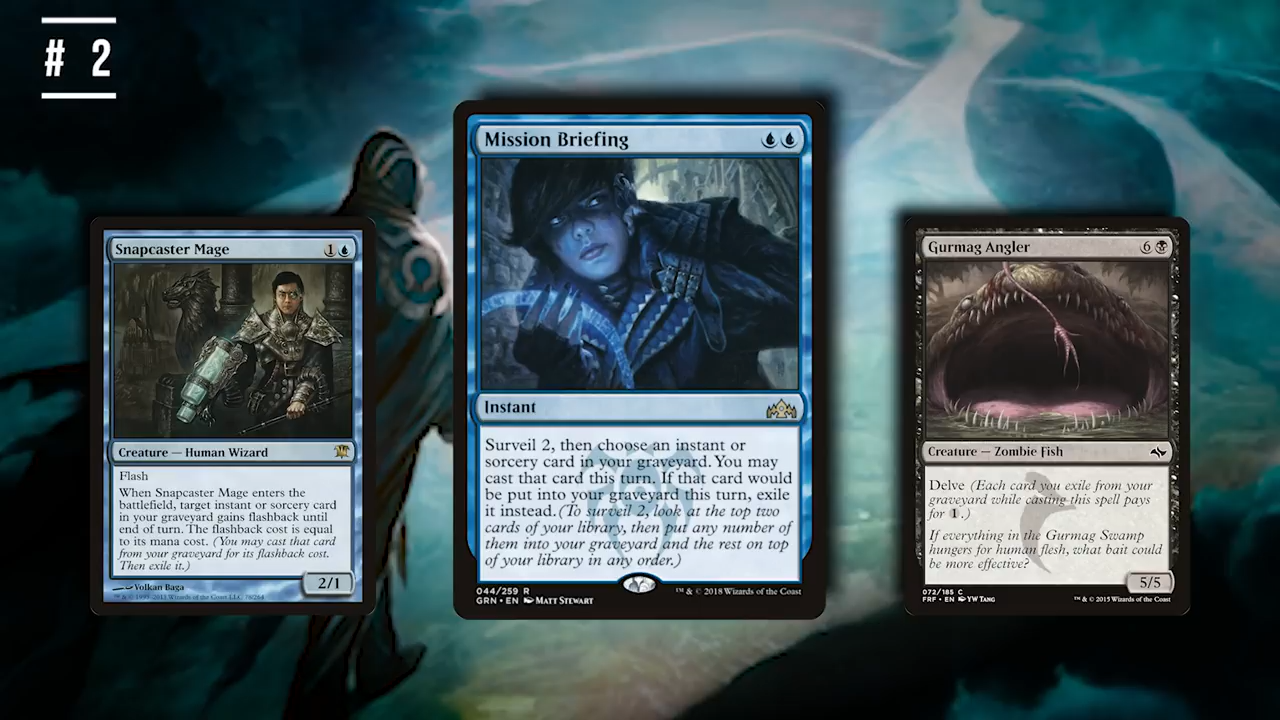 # 2
Snapcaster Mage 1
Creature — Human Wizard
Flash
When Snapcaster Mage enters the
battlefield, target instant or sorcery card
in your graveyard gains flashback until
end of turn. The flashback cost is equal
to its mana cost. (You may cast that card
from your graveyard for its flashback cost.
Then exile it.)
2/1
Volkan Baga
Mission Briefing
Instant
Surveil 2, then choose an instant or
sorcery card in your graveyard. You may
cast that card this turn. If that card would
be put into your graveyard this turn, exile
it instead. (To surveil 2, look at the top two
cards of your library, then put any number of
them into your graveyard and the rest on top
of your library in any order.)
044/259 R
GRN • EN Matt Stewart
™ & © 2018 Wizards of the Coast
Gurmag Angler 6
Creature — Zombie Fish
Delve (Each card you exile from your
graveyard while casting this spell pays
for 1.)
If everything in the Gurmag Swamp
hungers for human flesh, what bait could
be more effective?
5/5
072/185 C
FRF • EN YW Tang
™ & © 2015 Wizards of the Coast